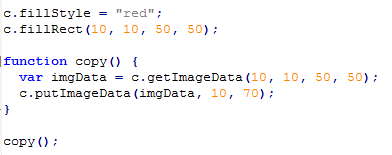 c.fillStyle = "red";
c.fillRect(10, 10, 50, 50);

function copy() {
  var imgData = c.getImageData(10, 10, 50, 50);
  c.putImageData(imgData, 10, 70);
}

copy();